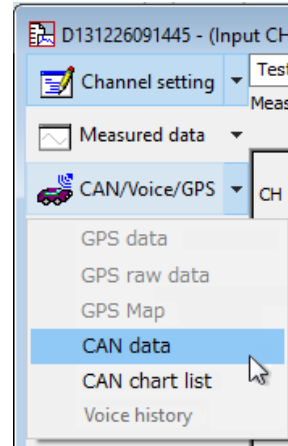 D131226091445 - (Input CH
Channel setting
Test
Meas
Measured data
CAN/Voice/GPS
CH
GPS data
GPS raw data
GPS Map
CAN data
CAN chart list
Voice history